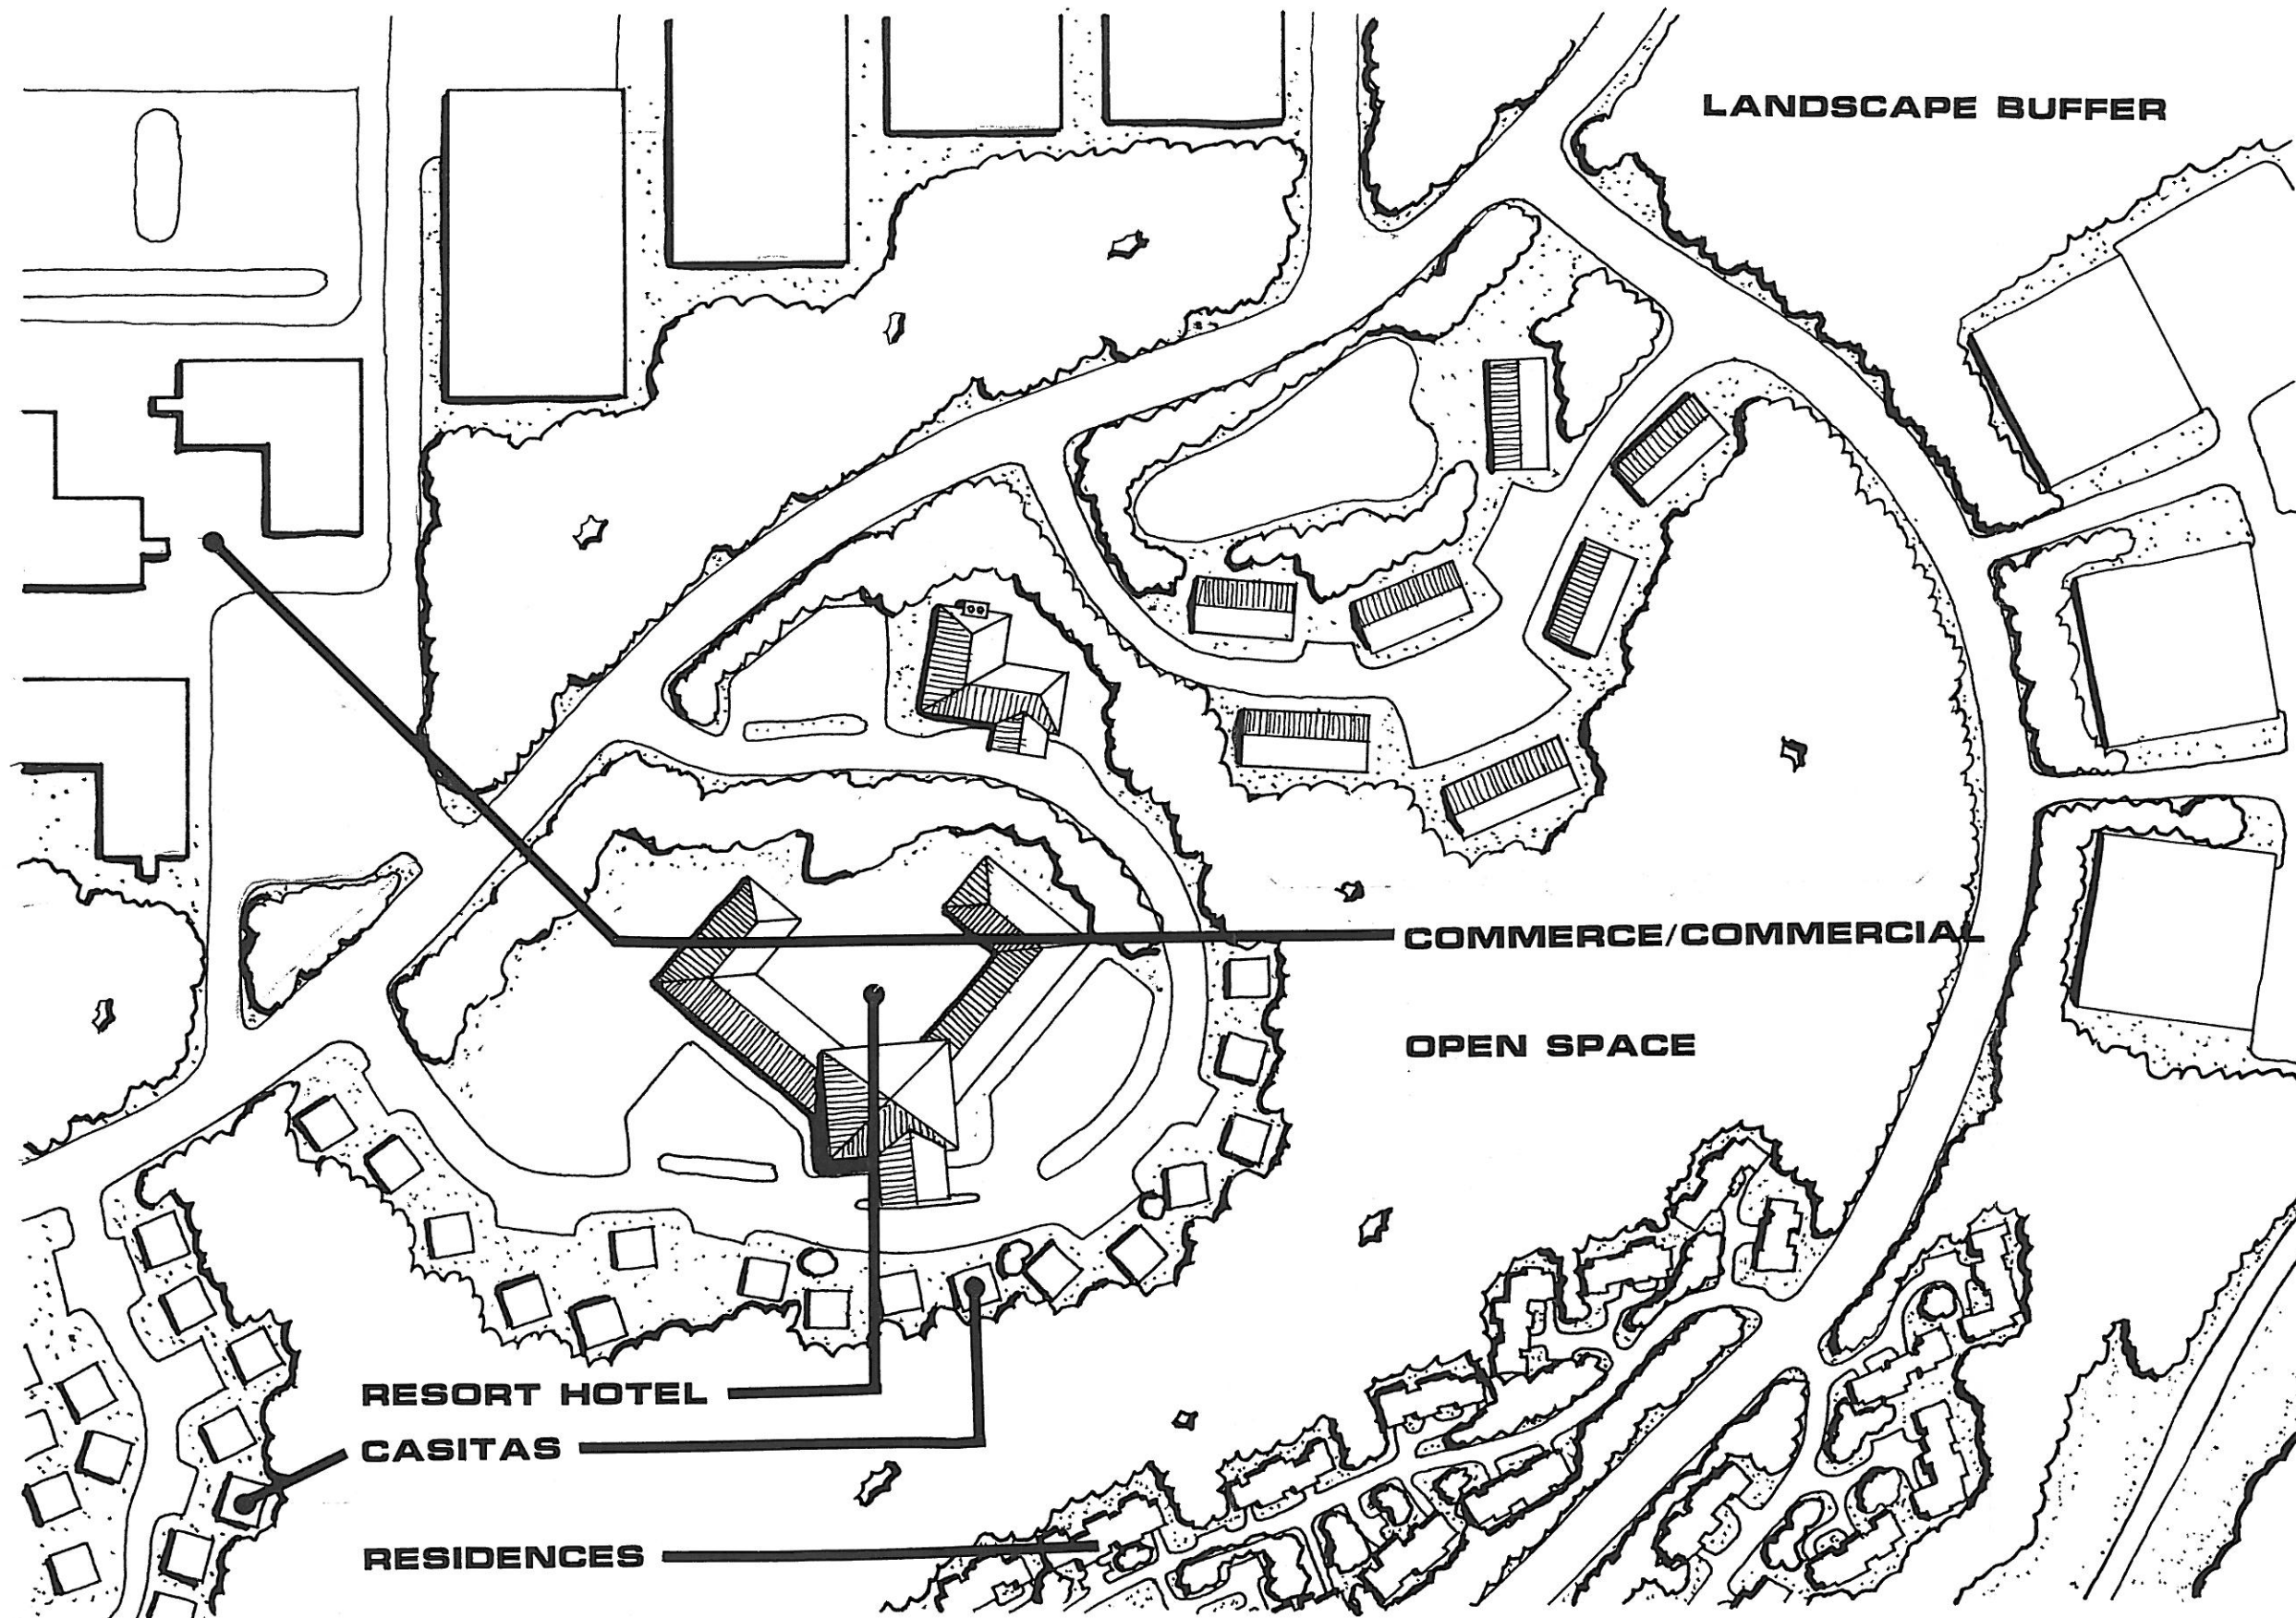 LANDSCAPE BUFFER
COMMERCE/COMMERCIAL
OPEN SPACE
RESORT HOTEL
CASITAS
RESIDENCES